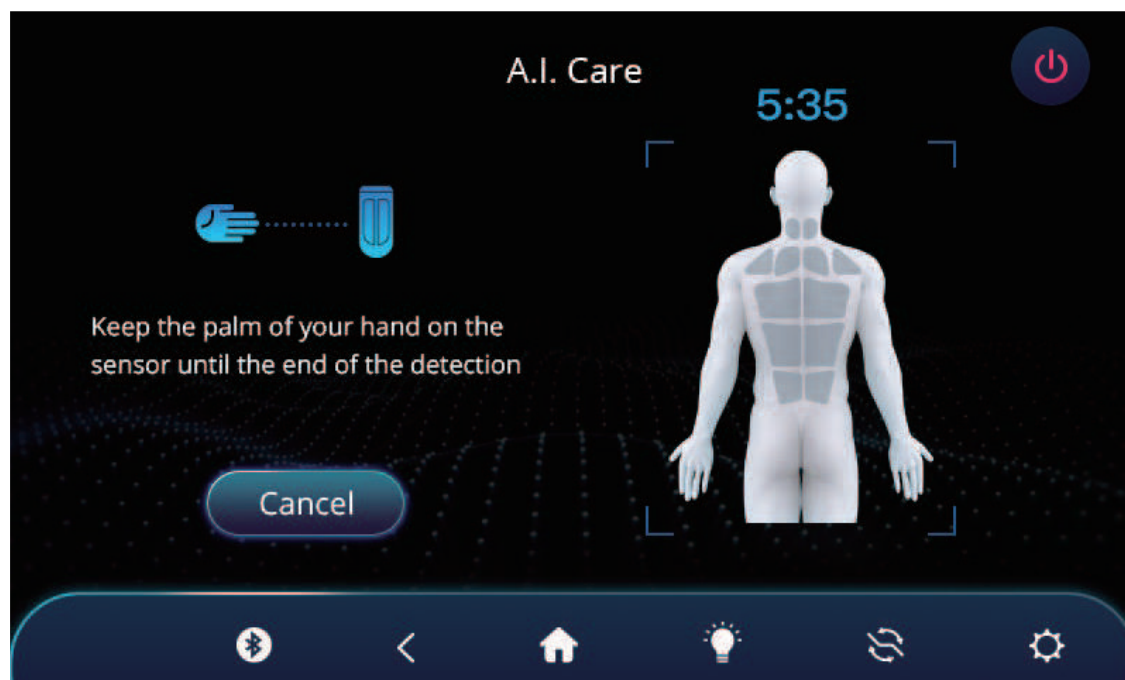 A.I. Care
5:35
Keep the palm of your hand on the
sensor until the end of the detection
Cancel